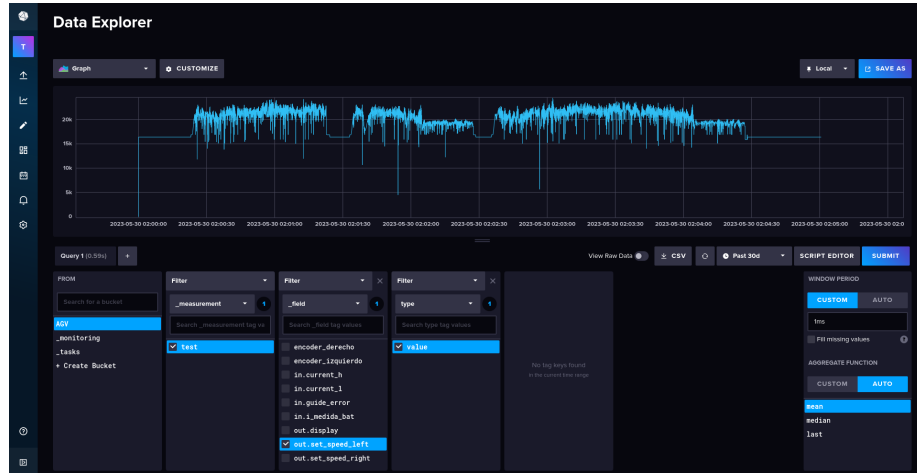 Data Explorer
T
Graph
CUSTOMIZE
Local
SAVE AS
20k
15k
10k
5k
0
2023-05-30 02:00:00 2023-05-30 02:00:30 2023-05-30 02:01:00 2023-05-30 02:01:30 2023-05-30 02:02:00 2023-05-30 02:02:30 2023-05-30 02:03:00 2023-05-30 02:03:30 2023-05-30 02:04:00 2023-05-30 02:04:30 2023-05-30 02:05:00 2023-05-30 02:0
Query 1 (0.59s) +
View Raw Data
CSV
Past 30d
SCRIPT EDITOR
SUBMIT
FROM
Search for a bucket
AGV
_monitoring
_tasks
+ Create Bucket
Filter
_measurement 1
Search _measurement tag va
test
Filter
_field 1
Search _field tag values
encoder_derecho
encoder_izquierdo
in.current_h
in.current_l
in.guide_error
in.i_medida_bat
out.display
out.set_speed_left
out.set_speed_right
Filter
type 1
Search type tag values
value
No tag keys found
in the current time range
WINDOW PERIOD
CUSTOM AUTO
1ms
Fill missing values
AGGREGATE FUNCTION
CUSTOM AUTO
mean
median
last